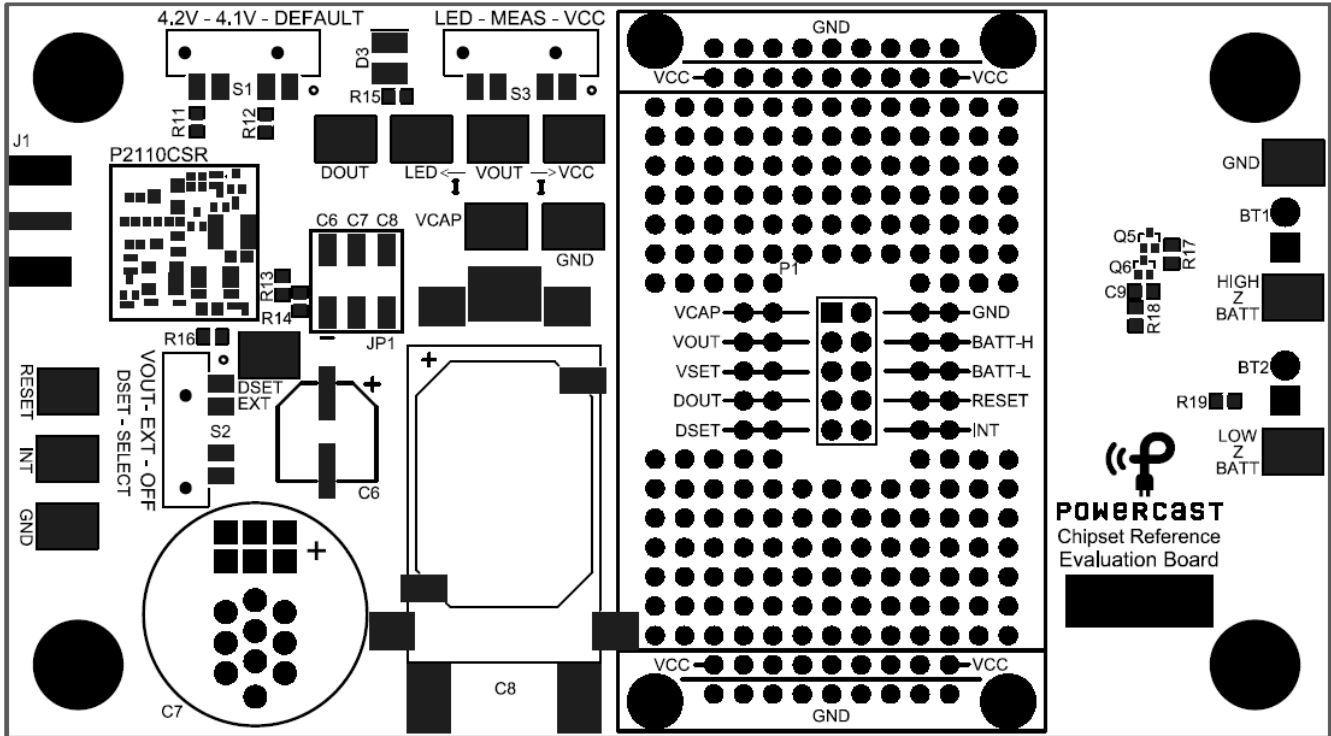 4.2V - 4.1V - DEFAULT
LED - MEAS - VCC
GND
D3
VCC
VCC
S1
R15
S3
R11
R12
J1
P2110CSR
DOUT
LED <— VOUT —>VCC
I
I
GND
C6 C7 C8
VCAP
BT1
Q5
R17
GND
P1
Q6
R13
HIGH
Z
BATT
C9
R18
R14
VCAP
GND
R16
JP1
VOUT
BATT-H
VSET
BATT-L
DSET
EXT
DOUT
RESET
DSET
INT
BT2
R19
RESET
INT
GND
VOUT- EXT - OFF
DSET - SELECT
S2
C6
LOW
Z
BATT
POWERCAST
Chipset Reference
Evaluation Board
VCC
VCC
C7
C8
GND